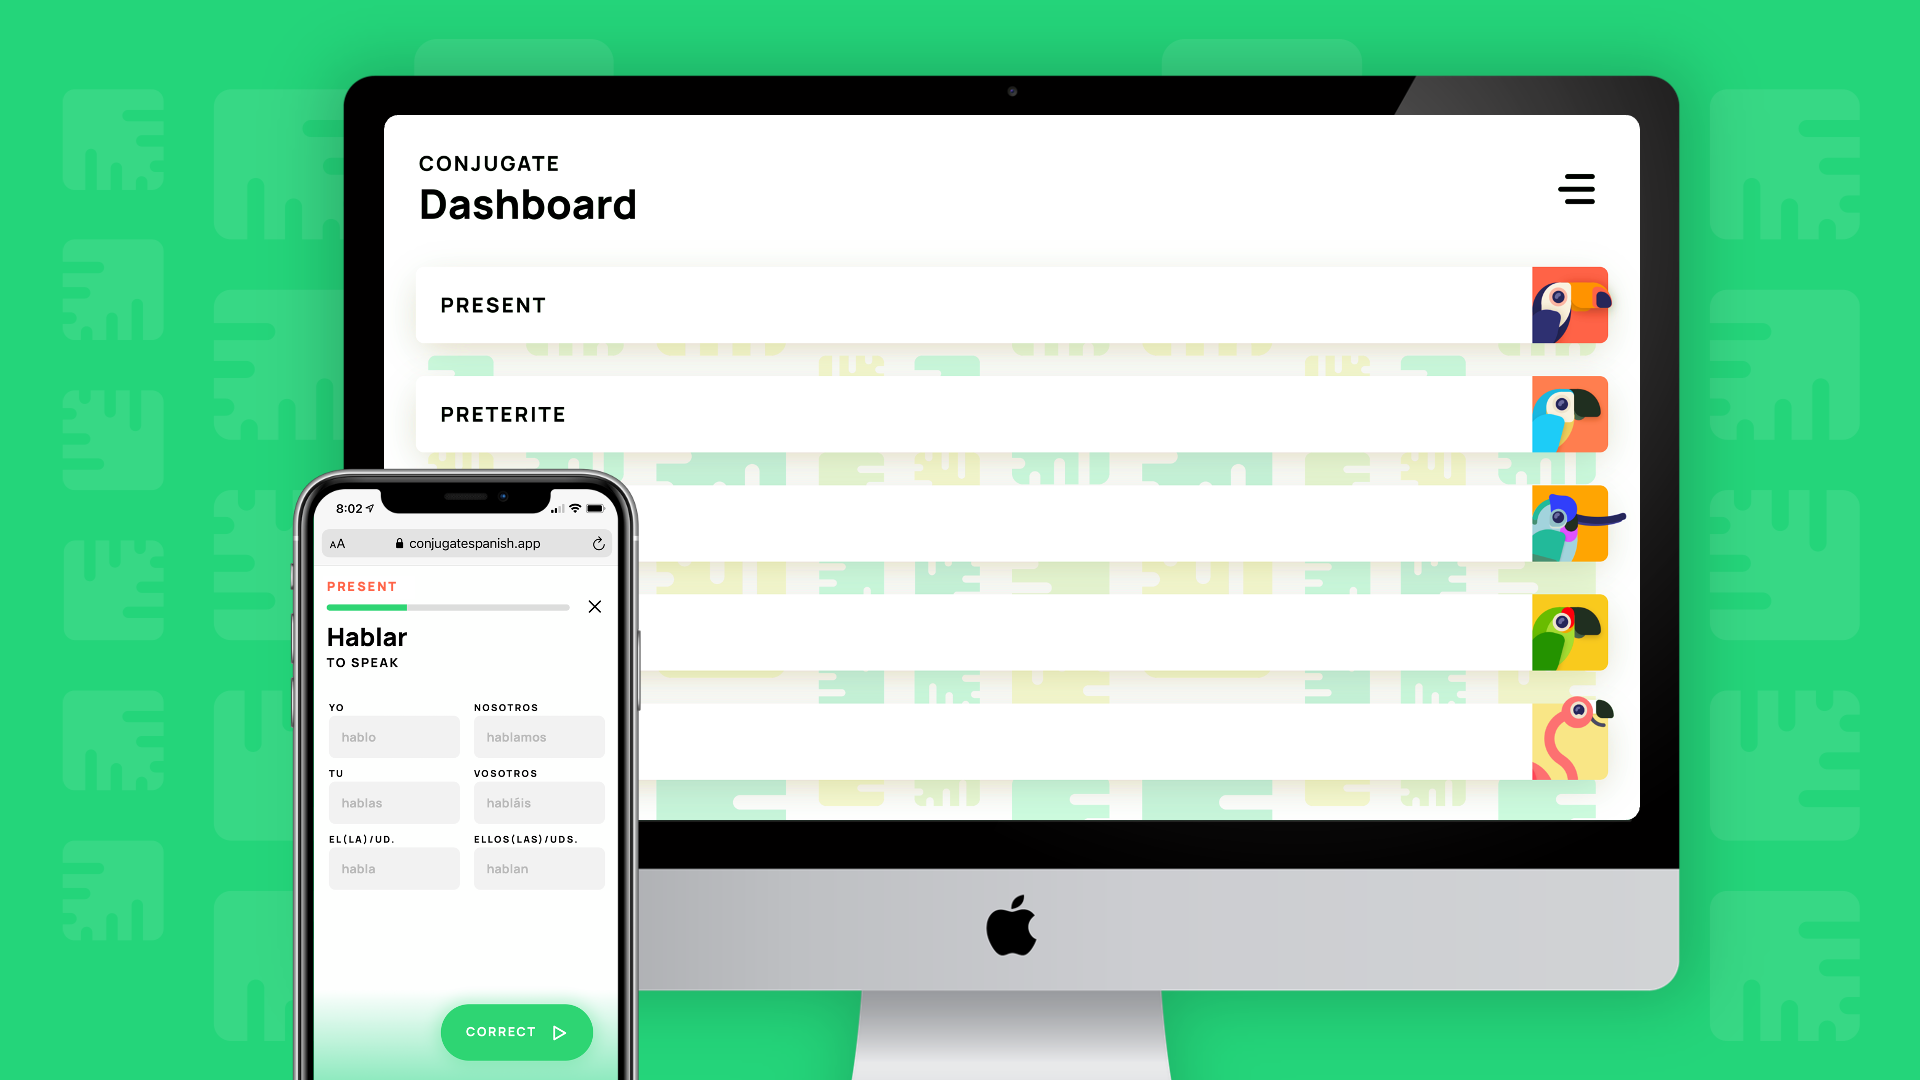 CONJUGATE
Dashboard
PRESENT
PRETERITE
8:02
AA
conjugatespanish.app
PRESENT
Hablar
TO SPEAK
YO
NOSOTROS
hablo
hablamos
TU
VOSOTROS
hablas
habláis
EL(LA)/UD.
ELLOS(LAS)/UDS.
habla
hablan
CORRECT